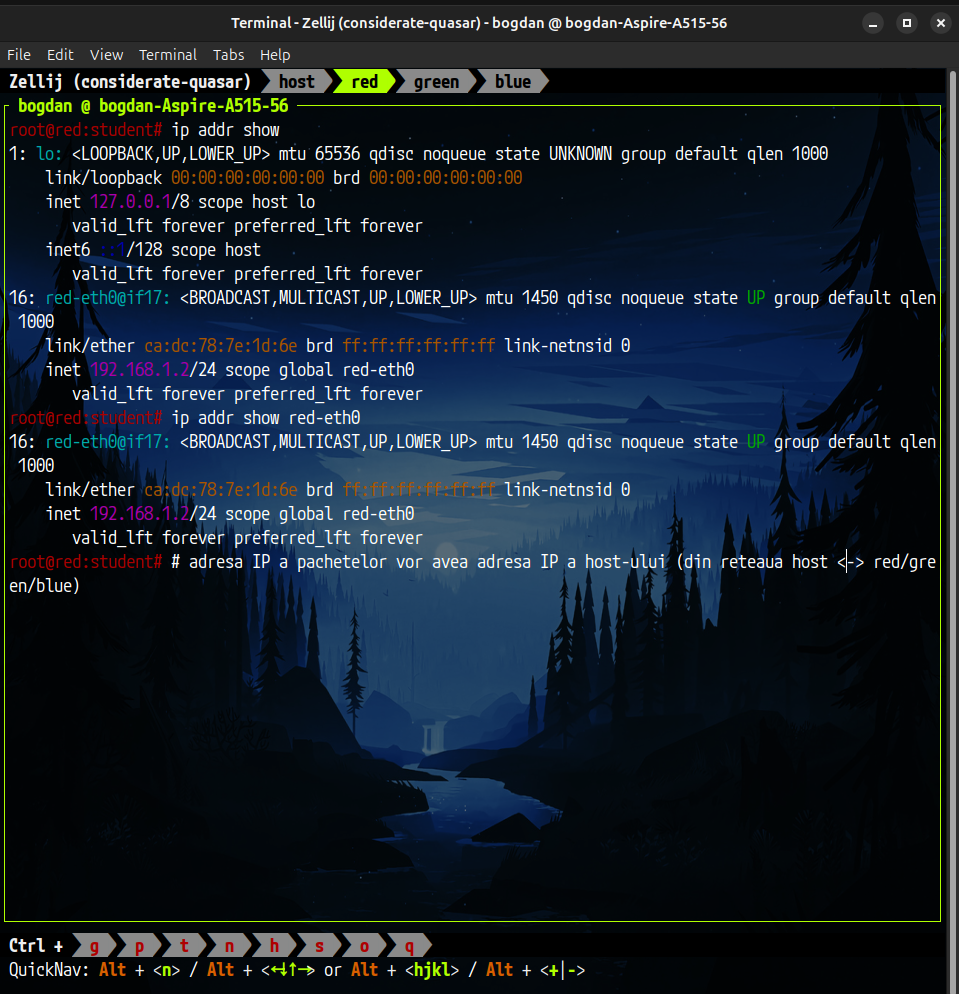 Terminal - Zellij (considerate-quasar) - bogdan @ bogdan-Aspire-A515-56
File Edit View Terminal Tabs Help
Zellij (considerate-quasar) host red green blue
bogdan @ bogdan-Aspire-A515-56
root@red:student# ip addr show
1: lo: <LOOPBACK,UP,LOWER_UP> mtu 65536 qdisc noqueue state UNKNOWN group default qlen 1000
link/loopback 00:00:00:00:00:00 brd 00:00:00:00:00:00
inet 127.0.0.1/8 scope host lo
valid_lft forever preferred_lft forever
inet6 ::1/128 scope host
valid_lft forever preferred_lft forever
16: red-eth0@if17: <BROADCAST,MULTICAST,UP,LOWER_UP> mtu 1450 qdisc noqueue state UP group default qlen
1000
link/ether ca:dc:78:7e:1d:6e brd ff:ff:ff:ff:ff:ff link-netnsid 0
inet 192.168.1.2/24 scope global red-eth0
valid_lft forever preferred_lft forever
root@red:student# ip addr show red-eth0
16: red-eth0@if17: <BROADCAST,MULTICAST,UP,LOWER_UP> mtu 1450 qdisc noqueue state UP group default qlen
1000
link/ether ca:dc:78:7e:1d:6e brd ff:ff:ff:ff:ff:ff link-netnsid 0
inet 192.168.1.2/24 scope global red-eth0
valid_lft forever preferred_lft forever
root@red:student# # adresa IP a pachetelor vor avea adresa IP a host-ului (din reteaua host <-> red/gre
en/blue)
Ctrl + g p t n h s o q
QuickNav: Alt + <n> / Alt + <←↓↑→> or Alt + <hjkl> / Alt + <+|->